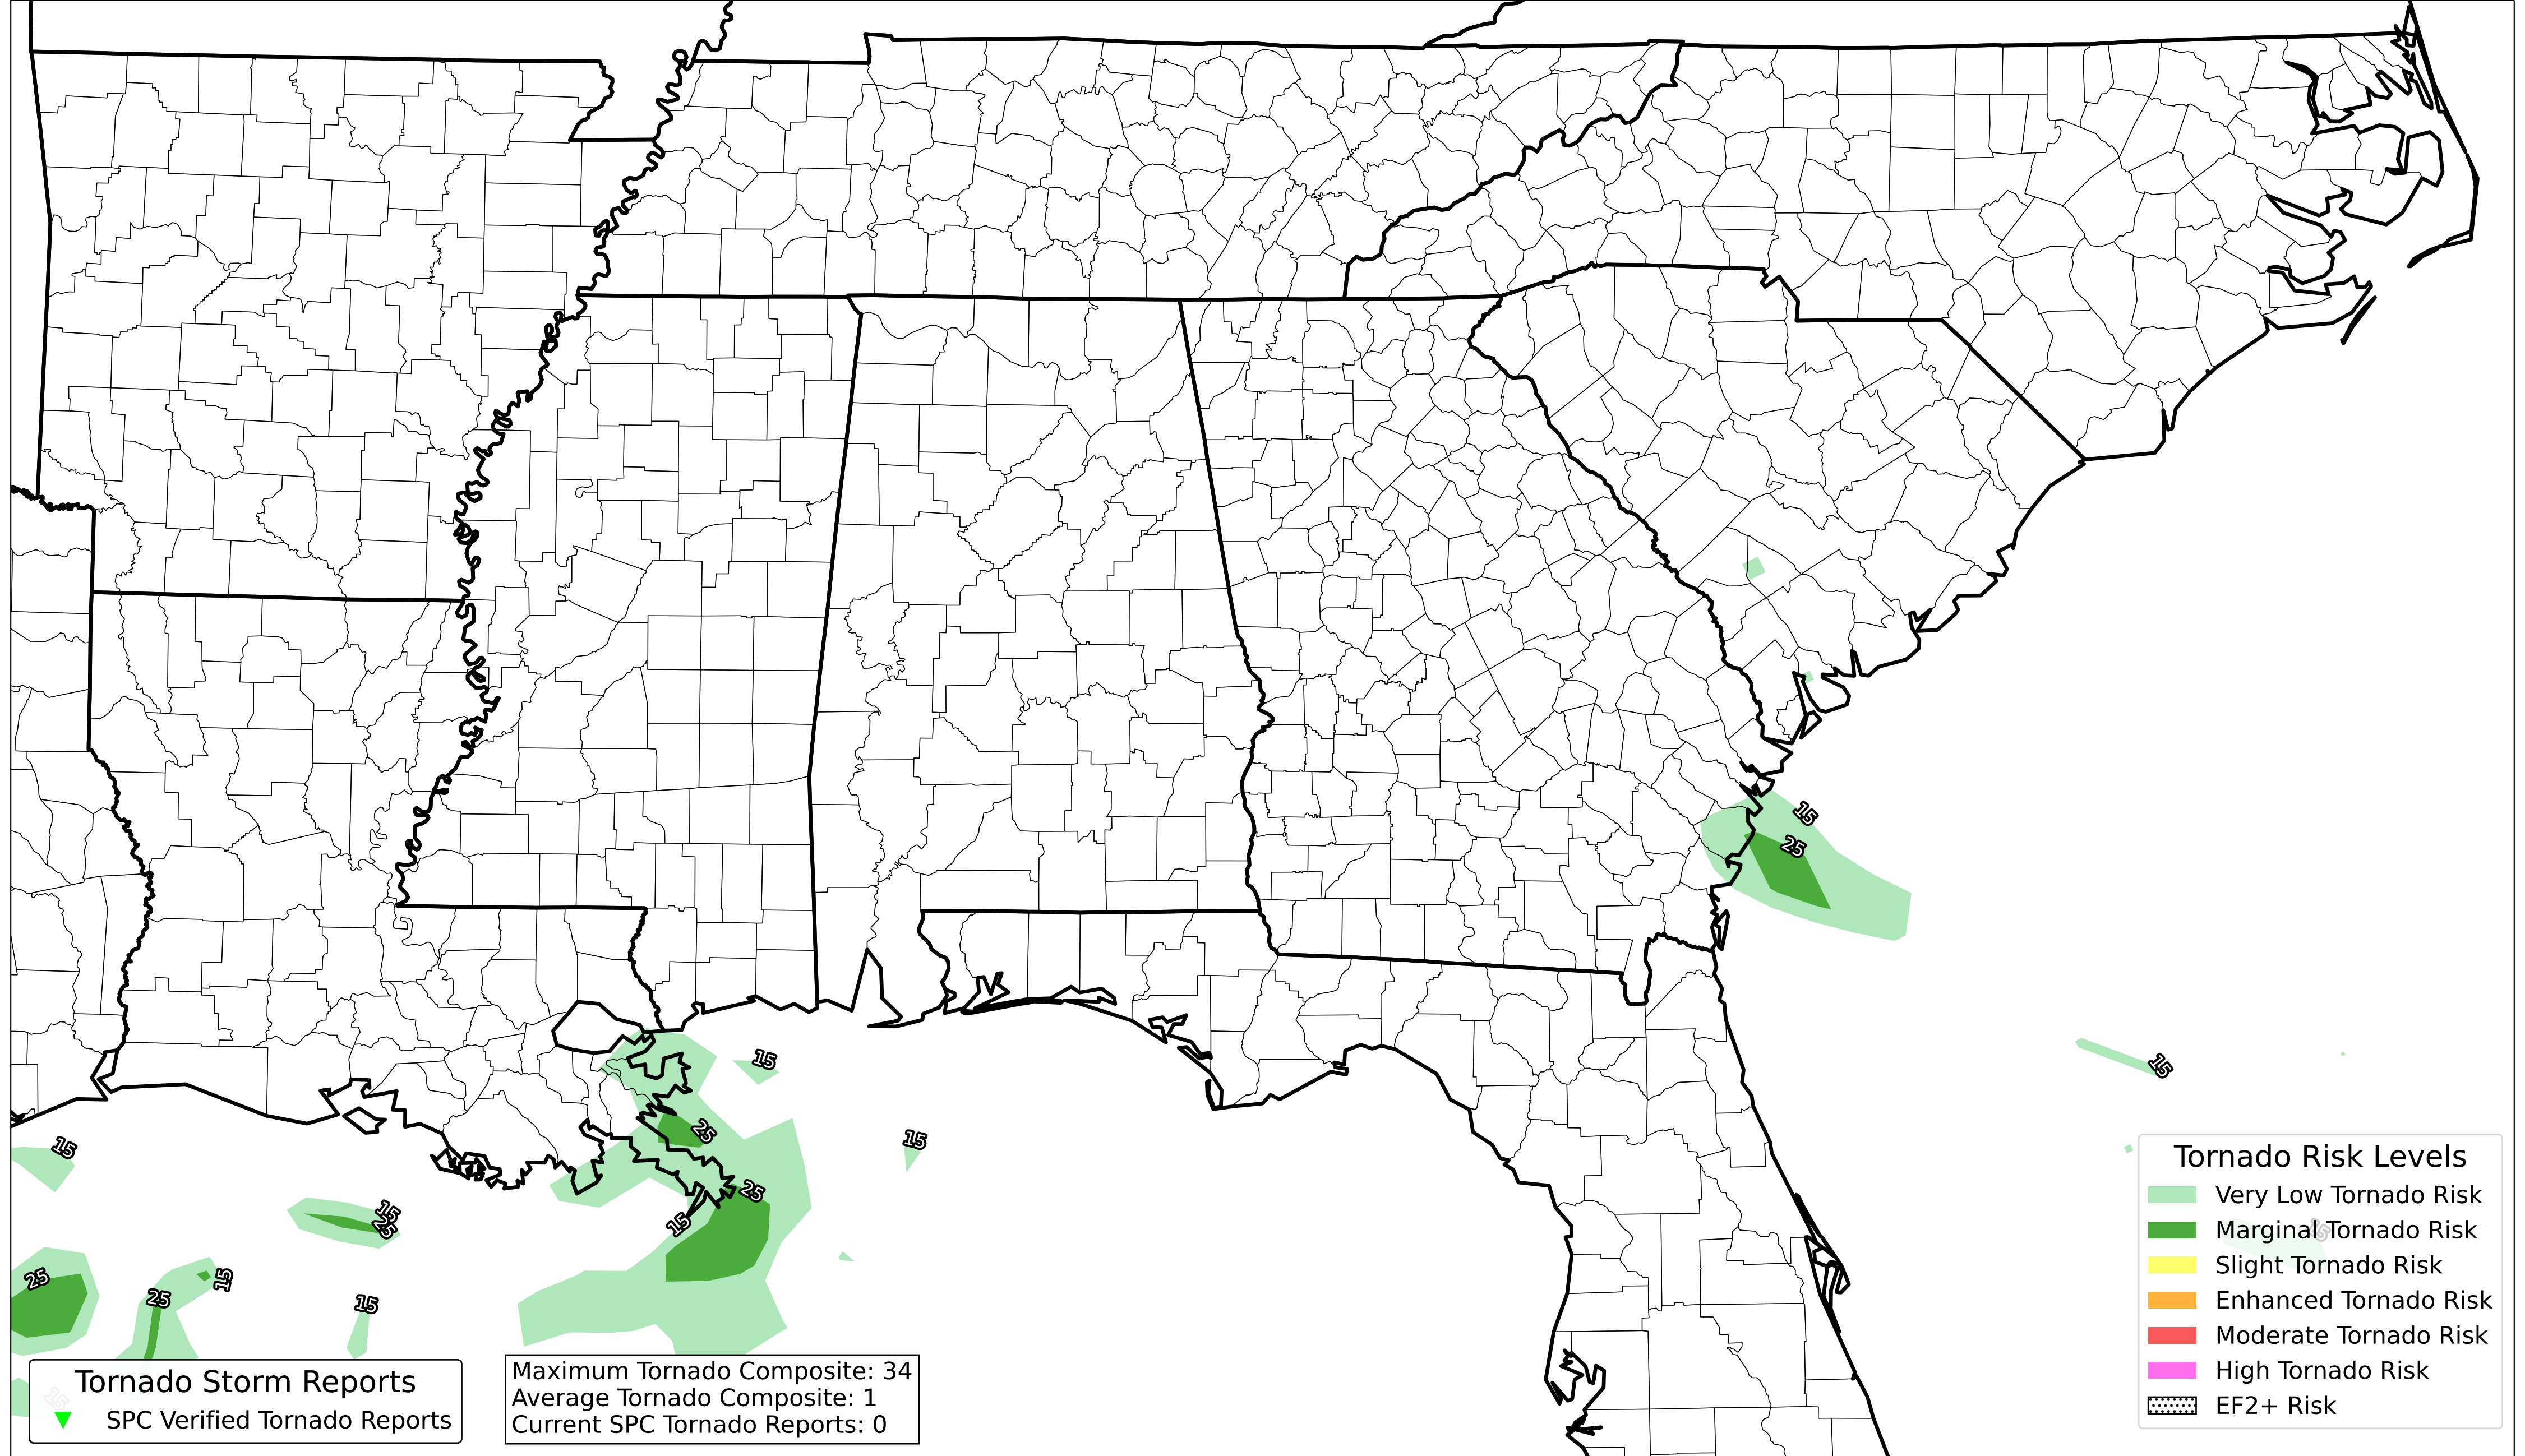 15
25
15
25
15
15
15
25
15
15
25
15
25
25
15
15
15
15
Tornado Risk Levels
Very Low Tornado Risk
Marginal Tornado Risk
Slight Tornado Risk
Enhanced Tornado Risk
Moderate Tornado Risk
High Tornado Risk
EF2+ Risk
Tornado Storm Reports
SPC Verified Tornado Reports
Maximum Tornado Composite: 34
Average Tornado Composite: 1
Current SPC Tornado Reports: 0